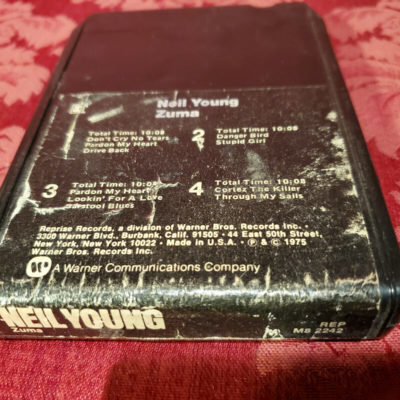 Neil Young
Zuma
Total Time: 10:08
Don't Cry No Tears
Pardon My Heart
Drive Back
2
Total Time: 10:08
Danger Bird
Stupid Girl
3
Total Time: 10:08
Pardon My Heart
Lookin' For A Love
Barstool Blues
4
Total Time: 10:08
Cortez The Killer
Through My Sails
Reprise Records, a division of Warner Bros. Records Inc. •
3300 Warner Blvd., Burbank, Calif. 91505 • 44 East 50th Street,
New York, New York 10022 • Made in U.S.A. • ℗ & © 1975
Warner Bros. Records Inc.
A Warner Communications Company
NEIL YOUNG
Zuma
REP
M8 2242